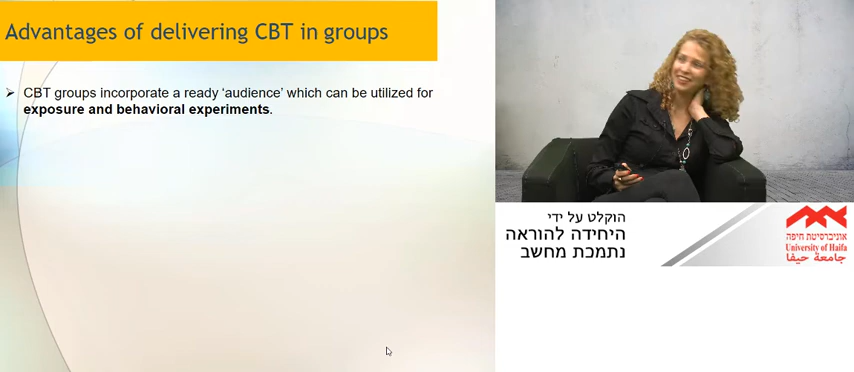 Advantages of delivering CBT in groups
➢ CBT groups incorporate a ready ‘audience’ which can be utilized for
exposure and behavioral experiments.
הוקלט על ידי
היחידה להוראה
נתמכת מחשב
אוניברסיטת חיפה
University of Haifa
جامعة حيفا